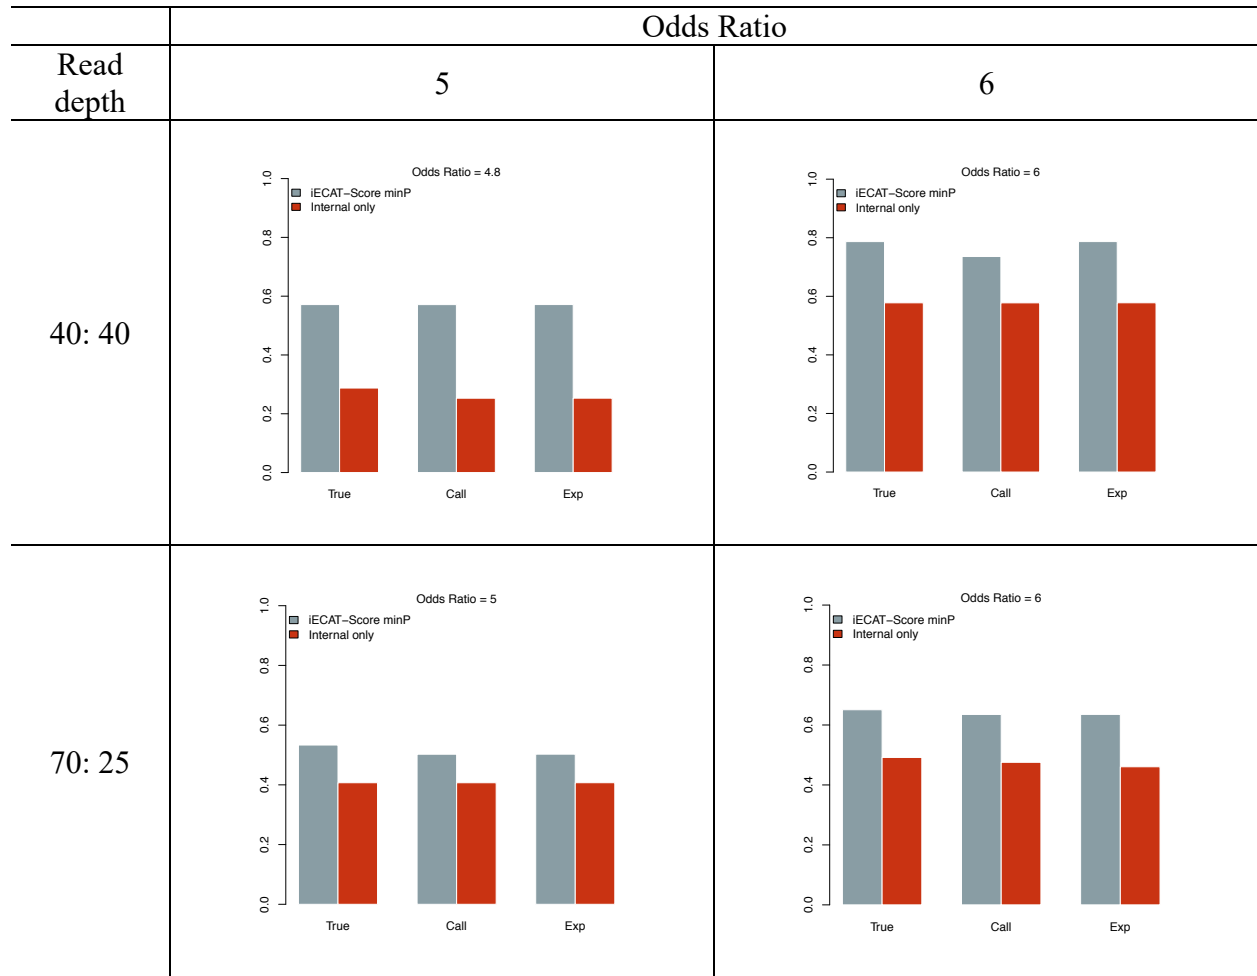 Odds Ratio
Read
depth
5
6
40: 40
Odds Ratio = 4.8
iECAT−Score minP
Internal only
0.0
0.2
0.4
0.6
0.8
1.0
True
Call
Exp
Odds Ratio = 6
iECAT−Score minP
Internal only
0.0
0.2
0.4
0.6
0.8
1.0
True
Call
Exp
70: 25
Odds Ratio = 5
iECAT−Score minP
Internal only
0.0
0.2
0.4
0.6
0.8
1.0
True
Call
Exp
Odds Ratio = 6
iECAT−Score minP
Internal only
0.0
0.2
0.4
0.6
0.8
1.0
True
Call
Exp